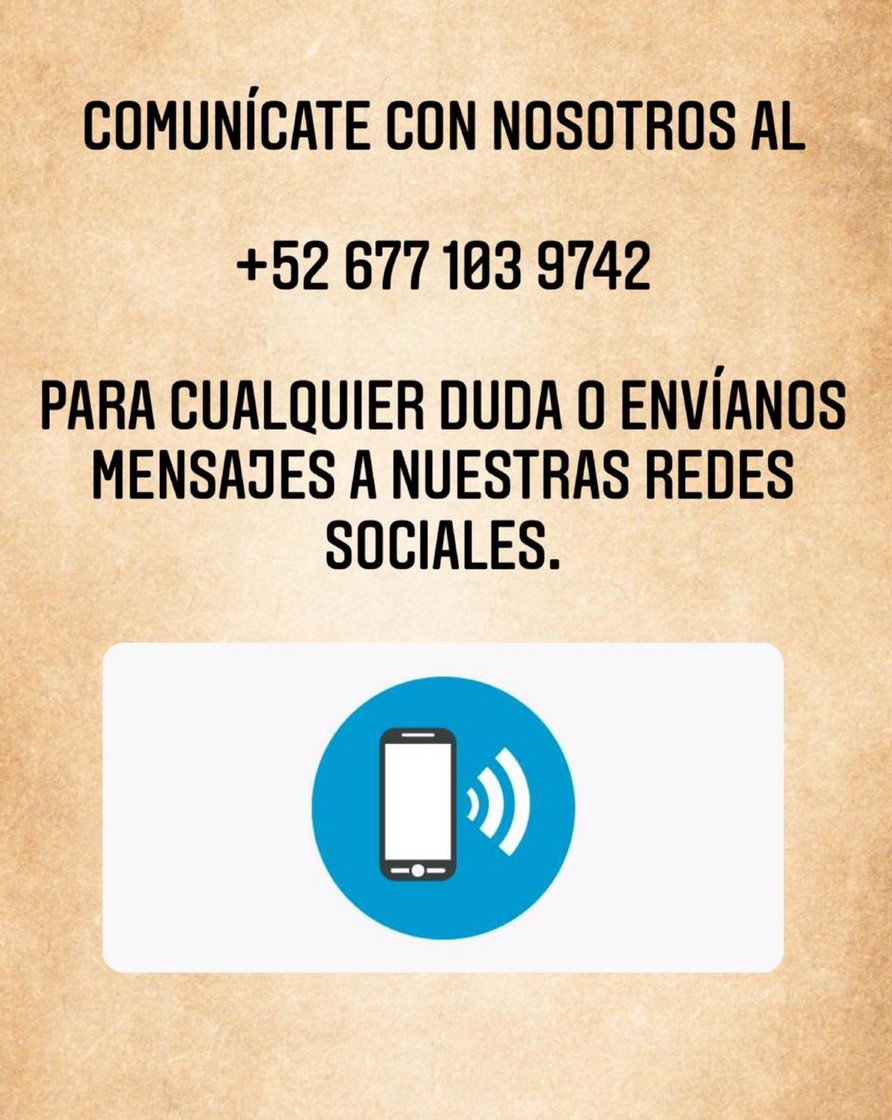 COMUNÍCATE CON NOSOTROS AL
+52 677 103 9742
PARA CUALQUIER DUDA O ENVÍANOS
MENSAJES A NUESTRAS REDES
SOCIALES.